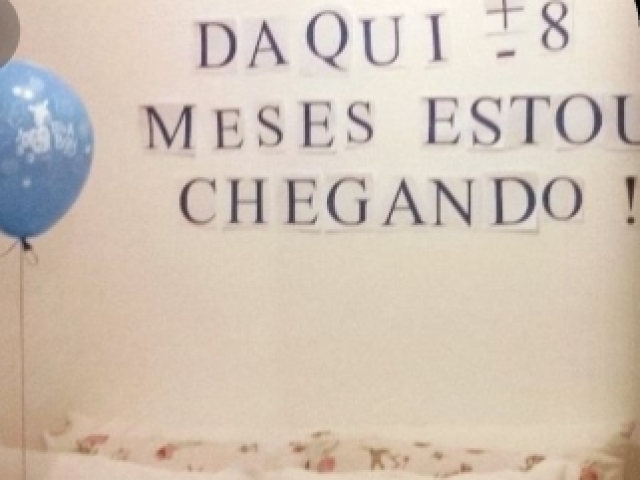 DAQUI ± 8
MESES ESTOU
CHEGANDO !